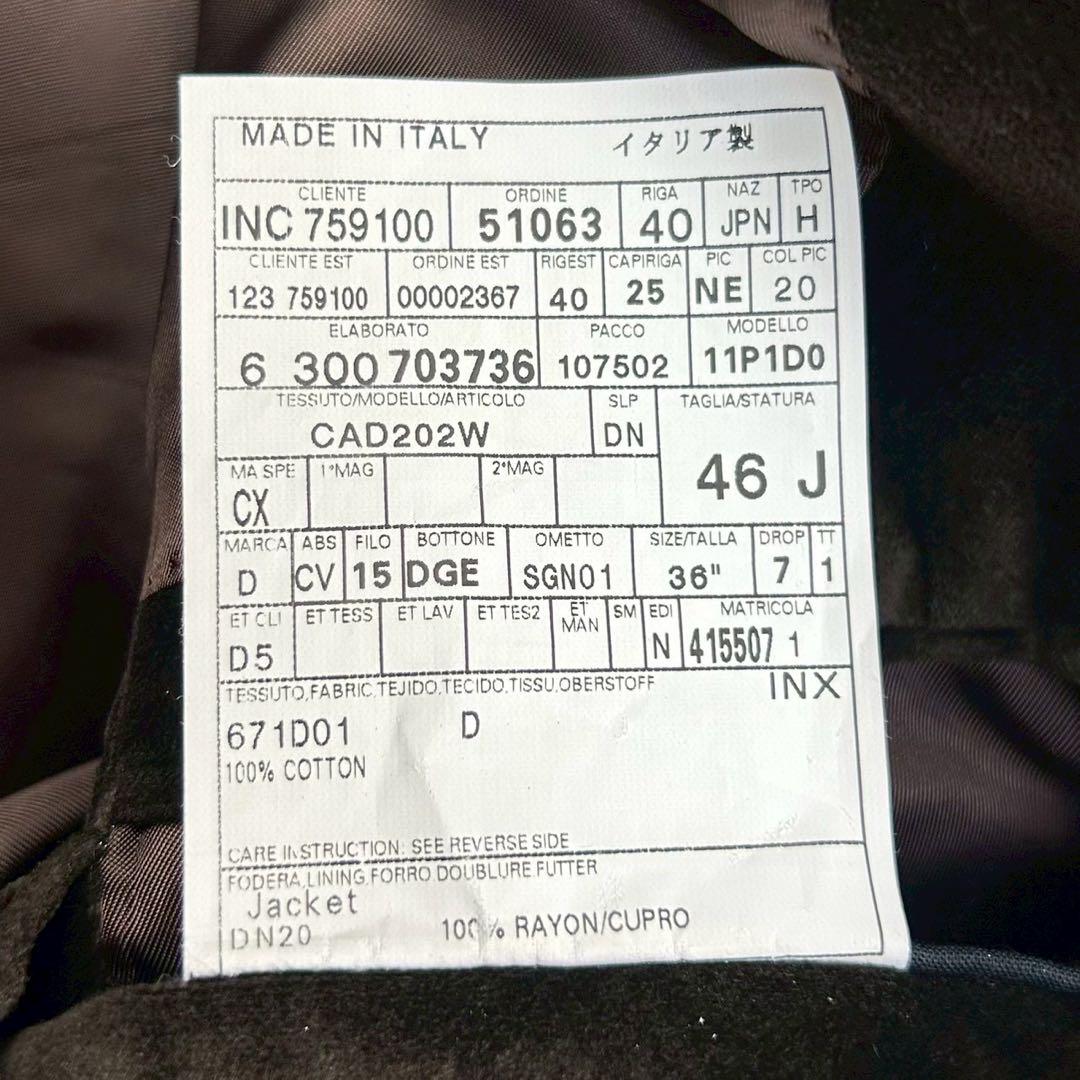 MADE IN ITALY イタリア製
CLIENTE ORDINE RIGA NAZ TPO
INC 759100 51063 40 JPN H
CLIENTE EST ORDINE EST RIGEST CAPIRIGA PIC COL PIC
123 759100 00002367 40 25 NE 20
ELABORATO PACCO MODELLO
6 300 703736 107502 11P1D0
TESSUTO/MODELLO/ARTICOLO SLP TAGLIA/STATURA
CAD202W DN 46 J
MA SPE 1°MAG 2°MAG
CX
MARCA ABS FILO BOTTONE OMETTO SIZE/TALLA DROP TT
D CV 15 DGE SGN01 36" 7 1
ET CLI ET TESS ET LAV ET TES2 ET MAN SM EDI MATRICOLA
D5 N 415507 1
TESSUTO,FABRIC,TEJIDO,TECIDO,TISSU,OBERSTOFF INX
671D01 D
100% COTTON
CARE INSTRUCTION: SEE REVERSE SIDE
FODERA,LINING,FORRO,DOUBLURE,FUTTER
Jacket
DN20 100% RAYON/CUPRO